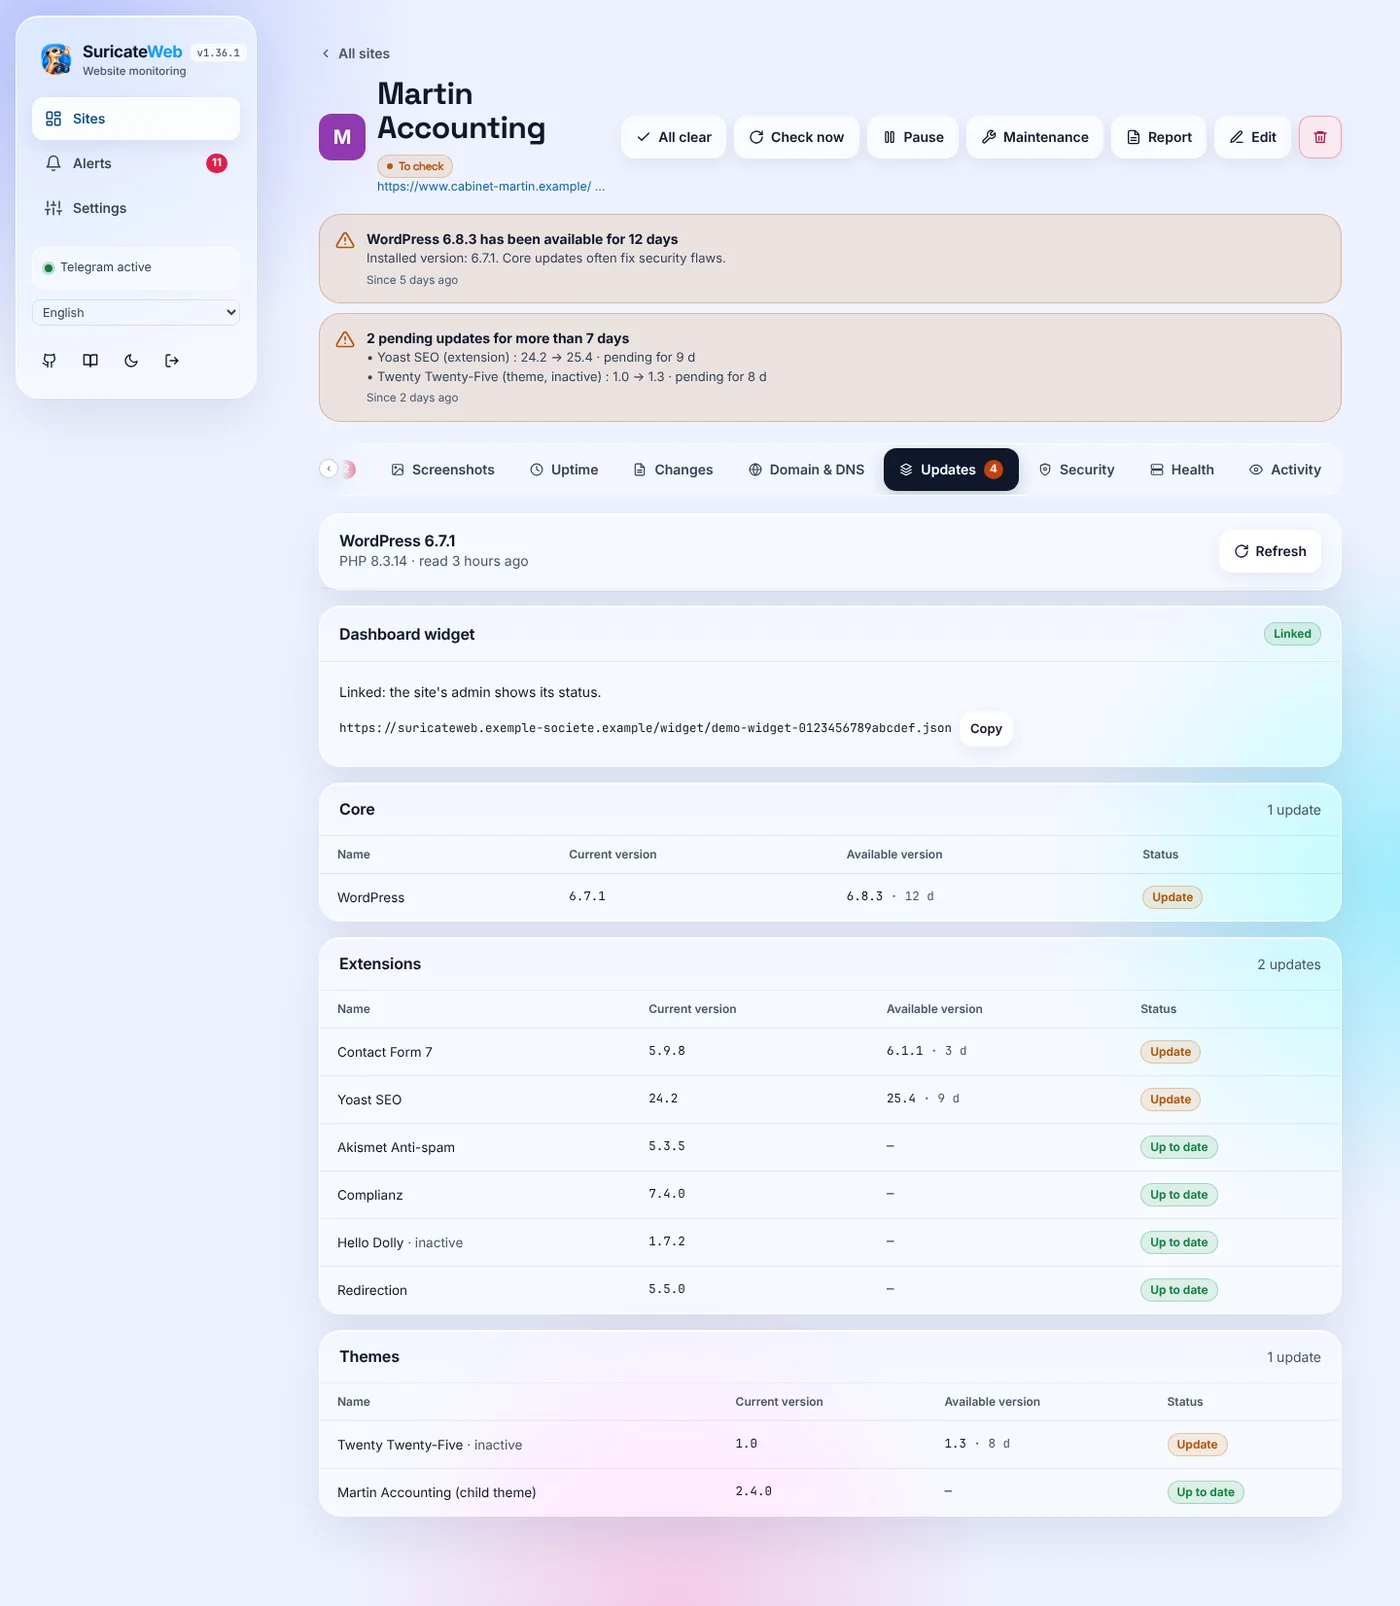 SuricateWeb v1.36.1
Website monitoring
Sites
Alerts 11
Settings
Telegram active
English
All sites
M
Martin
Accounting
To check
https://www.cabinet-martin.example/ ...
All clear
Check now
Pause
Maintenance
Report
Edit
WordPress 6.8.3 has been available for 12 days
Installed version: 6.7.1. Core updates often fix security flaws.
Since 5 days ago
2 pending updates for more than 7 days
• Yoast SEO (extension) : 24.2 → 25.4 · pending for 9 d
• Twenty Twenty-Five (theme, inactive) : 1.0 → 1.3 · pending for 8 d
Since 2 days ago
Screenshots Uptime Changes Domain & DNS Updates 4 Security Health Activity
WordPress 6.7.1
PHP 8.3.14 · read 3 hours ago
Refresh
Dashboard widget
Linked
Linked: the site's admin shows its status.
https://suricateweb.exemple-societe.example/widget/demo-widget-0123456789abcdef.json Copy
Core 1 update
Name Current version Available version Status
WordPress 6.7.1 6.8.3 · 12 d Update
Extensions 2 updates
Name Current version Available version Status
Contact Form 7 5.9.8 6.1.1 · 3 d Update
Yoast SEO 24.2 25.4 · 9 d Update
Akismet Anti-spam 5.3.5 — Up to date
Complianz 7.4.0 — Up to date
Hello Dolly · inactive 1.7.2 — Up to date
Redirection 5.5.0 — Up to date
Themes 1 update
Name Current version Available version Status
Twenty Twenty-Five · inactive 1.0 1.3 · 8 d Update
Martin Accounting (child theme) 2.4.0 — Up to date